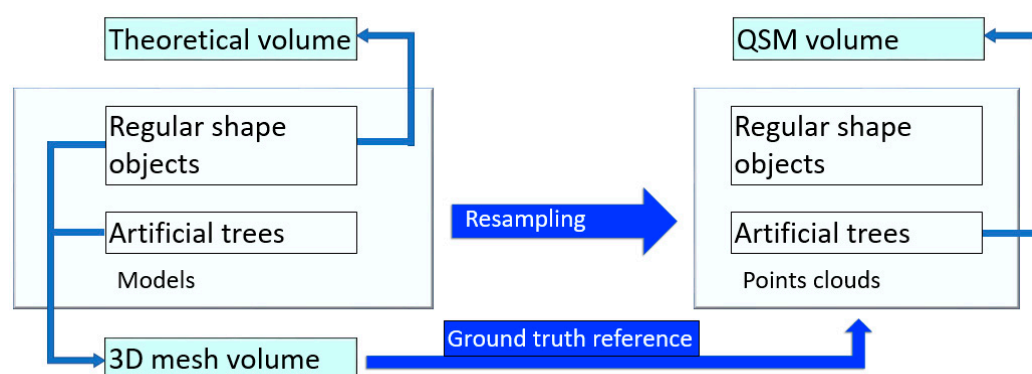 Theoretical volume
QSM volume
Regular shape
objects
Regular shape
objects
Resampling
Artificial trees
Artificial trees
Models
Points clouds
Ground truth reference
3D mesh volume